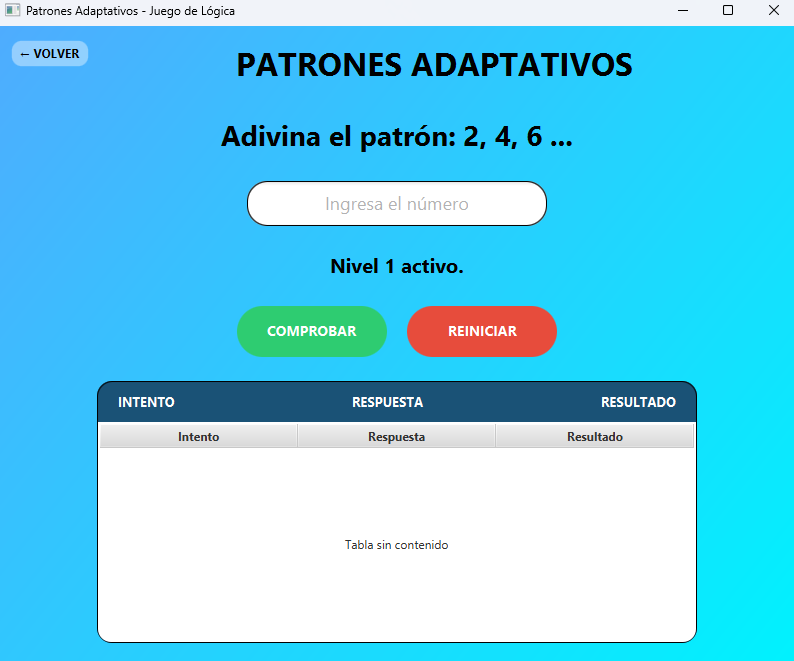 Patrones Adaptativos - Juego de Lógica
← VOLVER
PATRONES ADAPTATIVOS
Adivina el patrón: 2, 4, 6 ...
Ingresa el número
Nivel 1 activo.
COMPROBAR REINICIAR
INTENTO RESPUESTA RESULTADO
Intento Respuesta Resultado
Tabla sin contenido